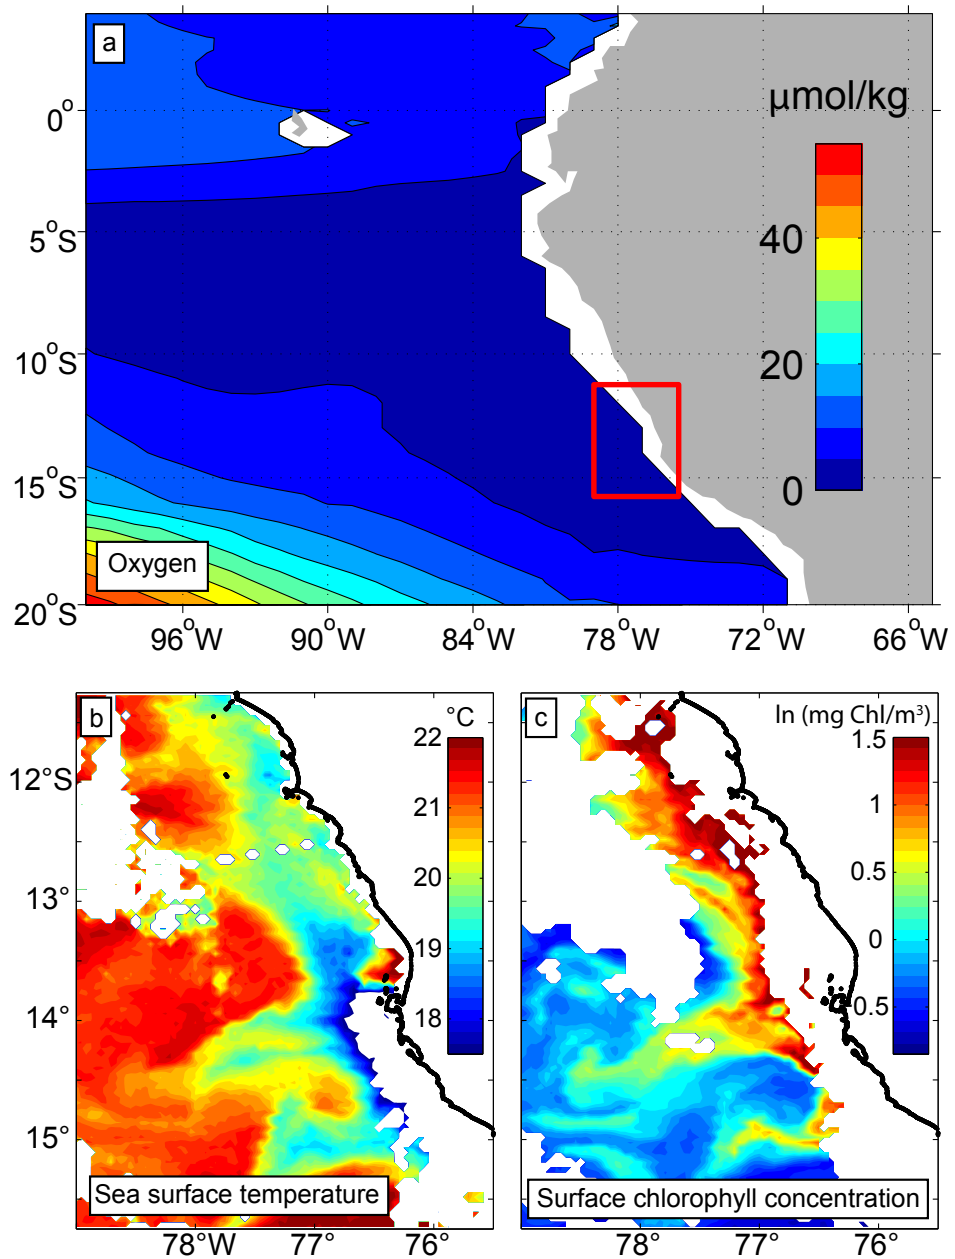 a
µmol/kg
0°
5°S
10°S
15°S
20°S
40
20
0
Oxygen
96°W
90°W
84°W
78°W
72°W
66°W
b
°C
22
21
20
19
18
12°S
13°
14°
15°
Sea surface temperature
78°W
77°
76°
c
ln (mg Chl/m³)
1.5
1
0.5
0
-0.5
Surface chlorophyll concentration
78°
77°
76°